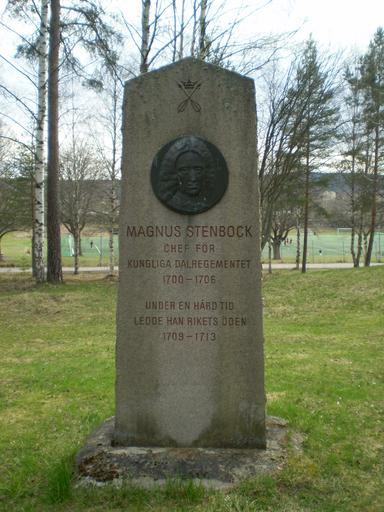 MAGNUS STENBOCK
CHEF FÖR
KUNGLIGA DALREGEMENTET
1700–1706
UNDER EN HÅRD TID
LEDDE HAN RIKETS ÖDEN
1709–1713